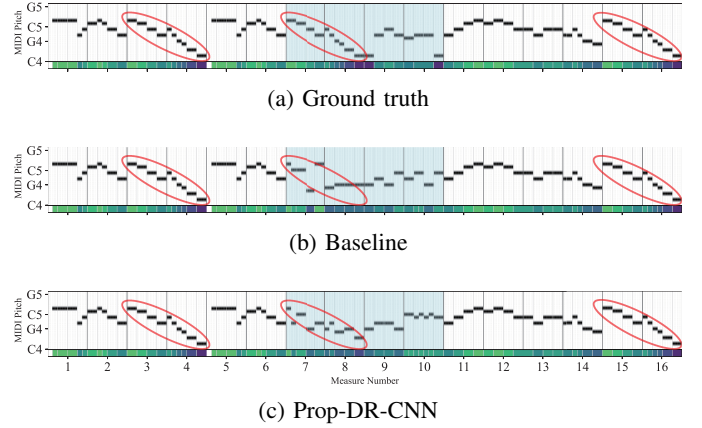 G5
C5
G4
C4
MIDI Pitch
(a) Ground truth
G5
C5
G4
C4
MIDI Pitch
(b) Baseline
G5
C5
G4
C4
MIDI Pitch
1 2 3 4 5 6 7 8 9 10 11 12 13 14 15 16
Measure Number
(c) Prop-DR-CNN